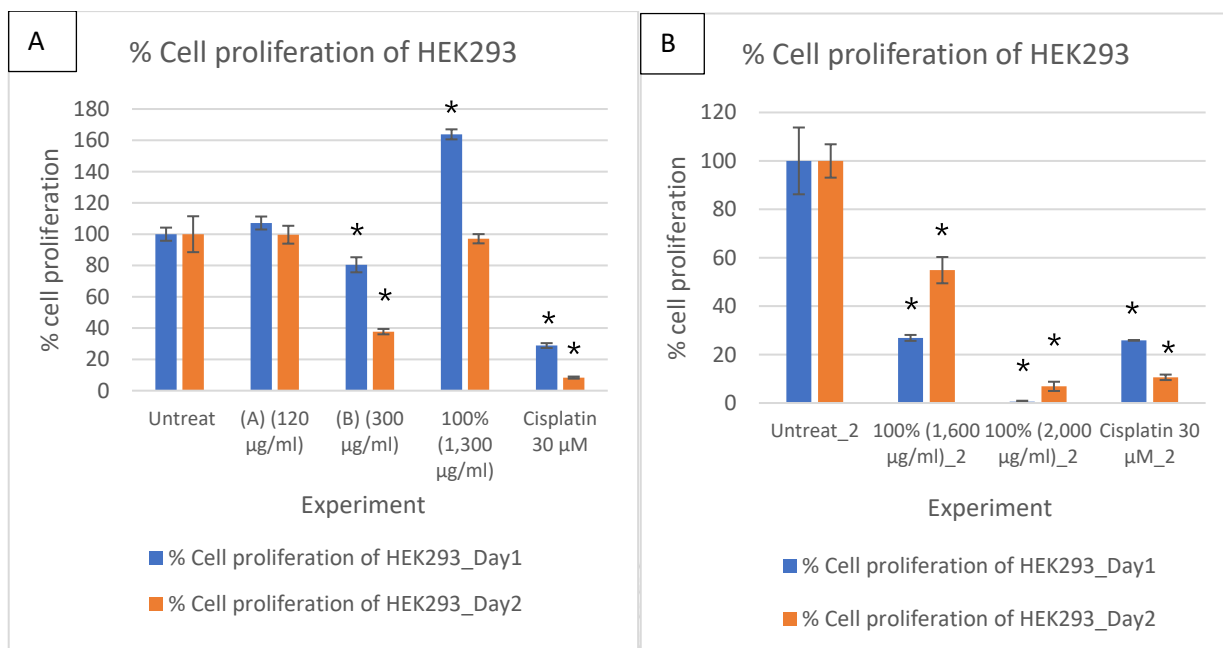 A
% Cell proliferation of HEK293
% cell proliferation
180
160
140
120
100
80
60
40
20
0
*
*
*
*
*
Untreat
(A) (120
µg/ml)
(B) (300
µg/ml)
100%
(1,300
µg/ml)
Cisplatin
30 µM
Experiment
% Cell proliferation of HEK293_Day1
% Cell proliferation of HEK293_Day2
B
% Cell proliferation of HEK293
% cell proliferation
120
100
80
60
40
20
0
*
*
*
*
*
*
Untreat_2
100% (1,600
µg/ml)_2
100% (2,000
µg/ml)_2
Cisplatin 30
µM_2
Experiment
% Cell proliferation of HEK293_Day1
% Cell proliferation of HEK293_Day2